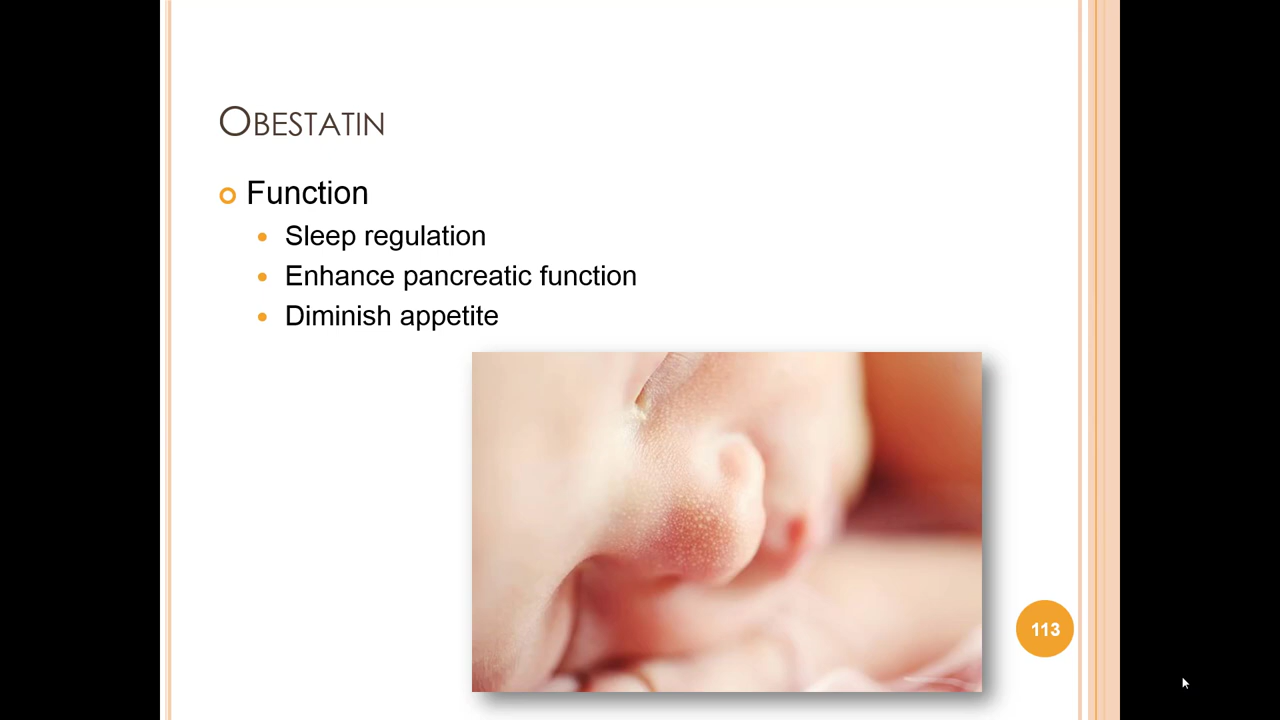 Obestatin
Function
Sleep regulation
Enhance pancreatic function
Diminish appetite
113